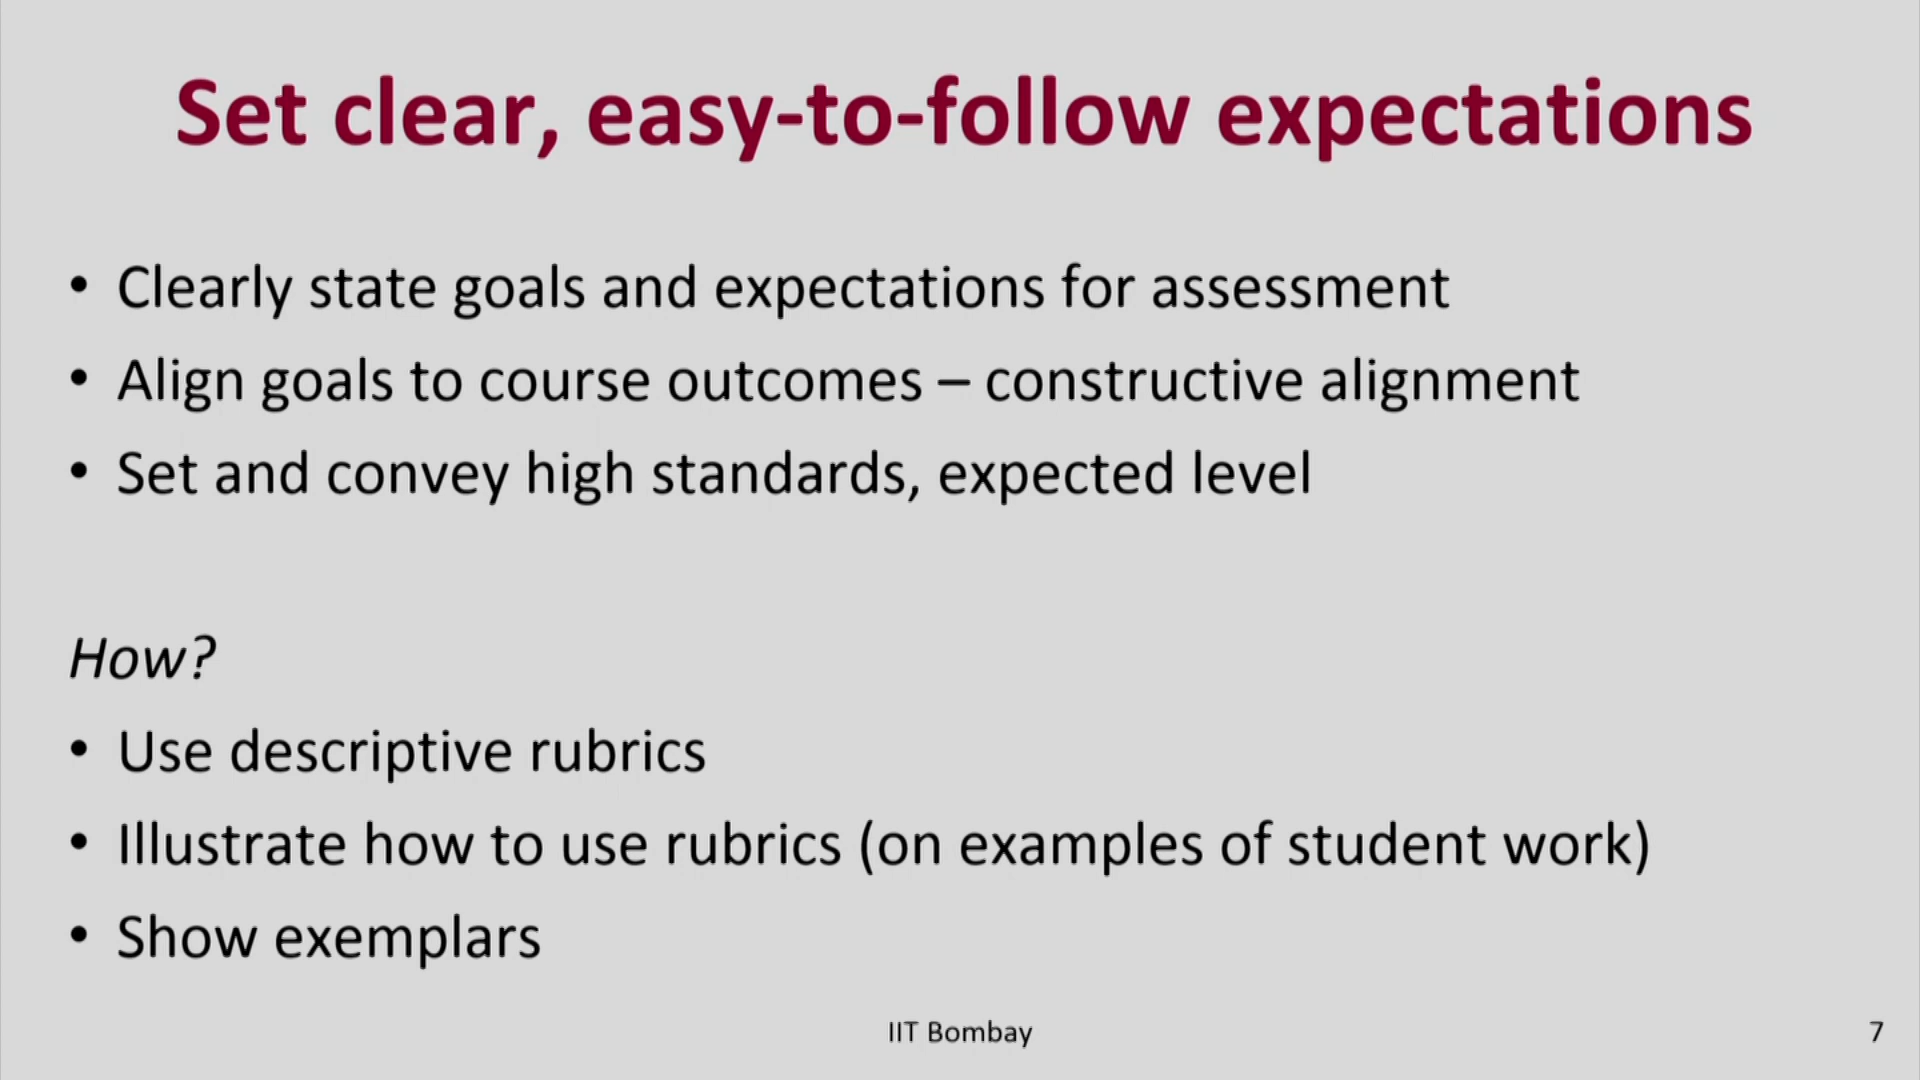 Set clear, easy-to-follow expectations
• Clearly state goals and expectations for assessment
• Align goals to course outcomes – constructive alignment
• Set and convey high standards, expected level
How?
• Use descriptive rubrics
• Illustrate how to use rubrics (on examples of student work)
• Show exemplars
IIT Bombay
7